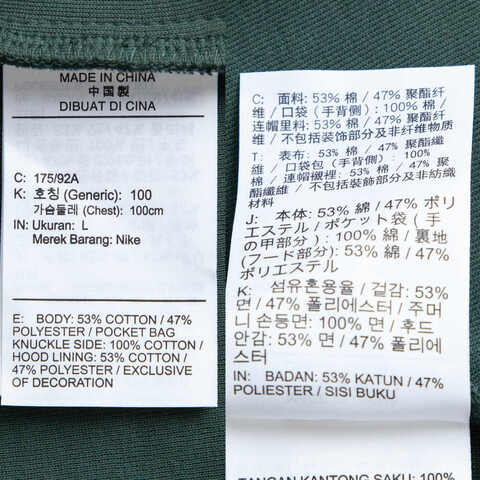 MADE IN CHINA
中国製
DIBUAT DI CINA
C: 175/92A
K: 호칭 (Generic): 100
가슴둘레 (Chest): 100cm
IN: Ukuran: L
Merek Barang: Nike
E: BODY: 53% COTTON / 47%
POLYESTER / POCKET BAG
KNUCKLE SIDE: 100% COTTON /
HOOD LINING: 53% COTTON /
47% POLYESTER / EXCLUSIVE
OF DECORATION
C: 面料: 53% 棉 / 47% 聚酯纤
维 / 口袋 (手背侧) : 100% 棉 /
连帽里料: 53% 棉 / 47% 聚酯纤
维 / 不包括装饰部分及非纤维物质
T: 表布: 53% 棉 / 47% 聚酯
纖維 / 口袋包 (手背側) : 100%
棉 / 連帽襯裡: 53% 棉 / 47% 聚
酯纖維 / 不包括裝飾部分及非紡織
材料
J: 本体: 53% 綿 / 47% ポリ
エステル / ポケット袋 (手
の甲部分) : 100% 綿 / 裏地
(フード部分): 53% 綿 / 47%
ポリエステル
K: 섬유혼용율 / 겉감: 53%
면 / 47% 폴리에스터 / 주머
니 손등면: 100% 면 / 후드
안감: 53% 면 / 47% 폴리에
스터
IN: BADAN: 53% KATUN / 47%
POLIESTER / SISI BUKU
TANGAN KANTONG SAKU: 100%